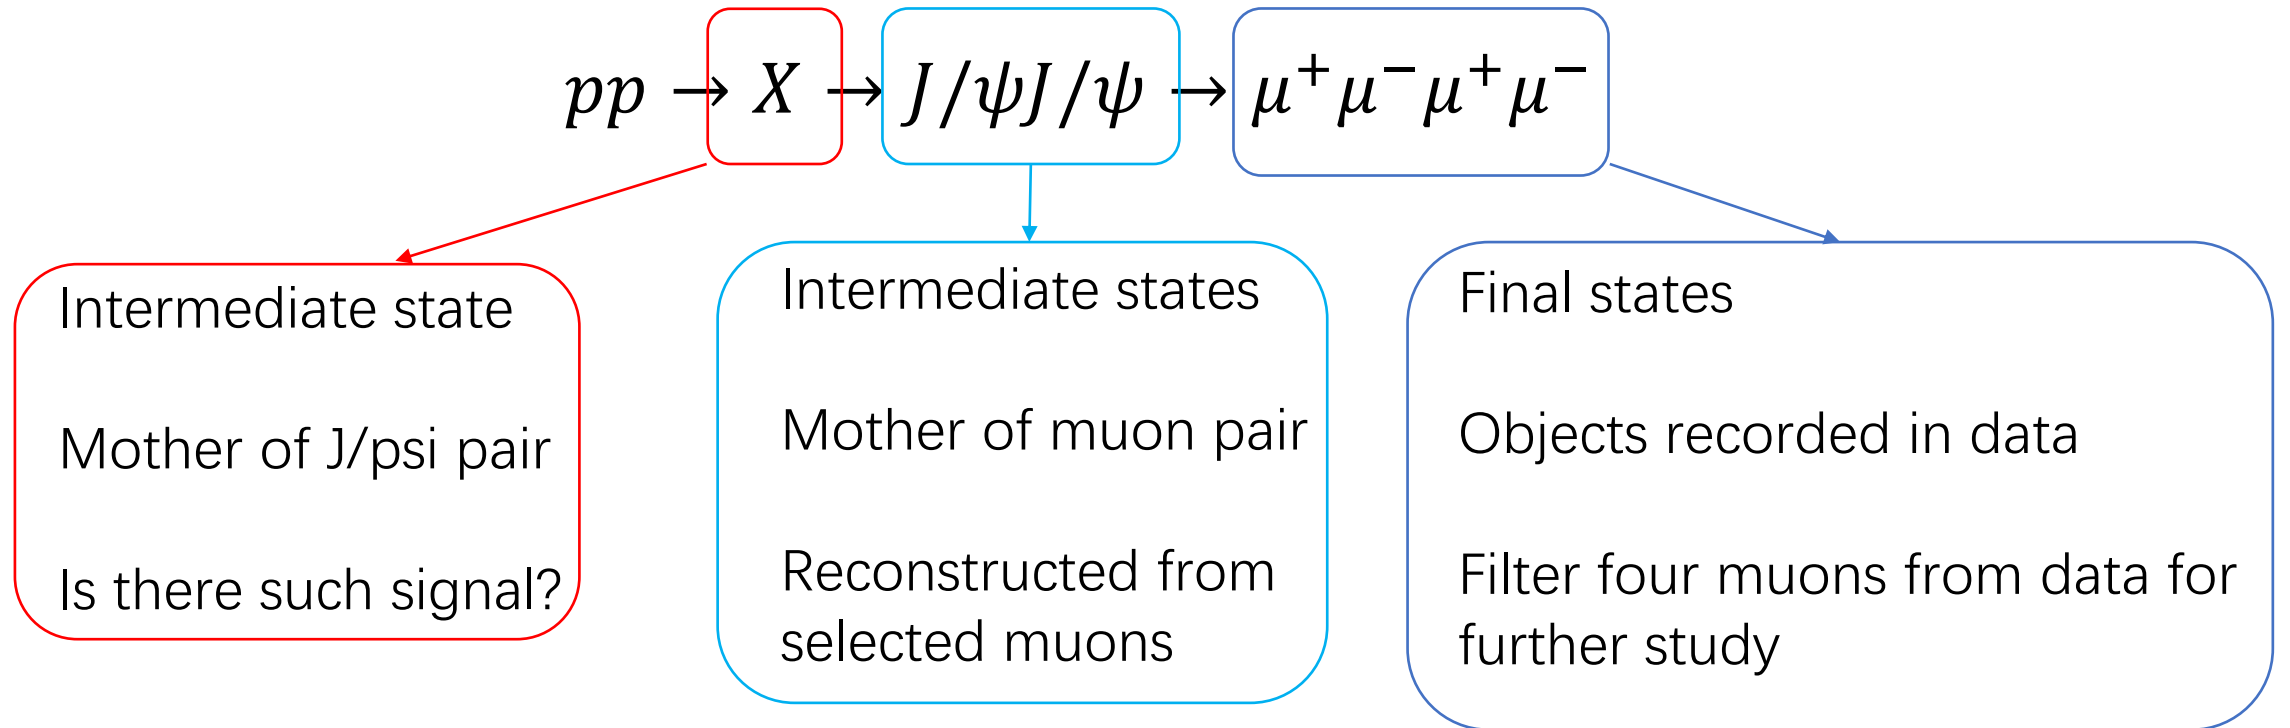 pp → X → J/ψJ/ψ → μ⁺μ⁻μ⁺μ⁻
Intermediate state
Mother of J/psi pair
Is there such signal?
Intermediate states
Mother of muon pair
Reconstructed from
selected muons
Final states
Objects recorded in data
Filter four muons from data for
further study